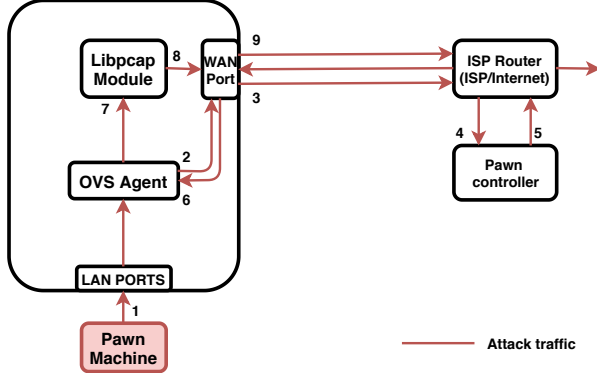 9
Libpcap
Module
8
WAN
Port
ISP Router
(ISP/Internet)
7
3
4
5
2
OVS Agent
6
Pawn
controller
LAN PORTS
1
Pawn
Machine
Attack traffic